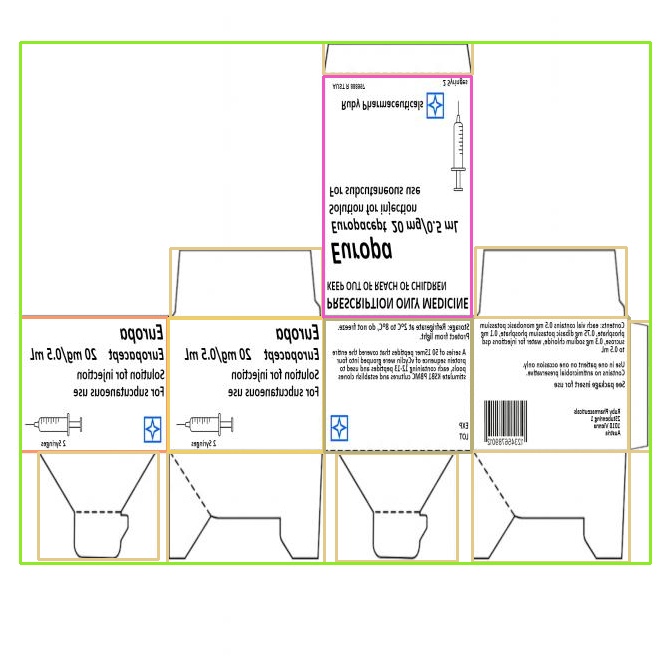 PRESCRIPTION ONLY MEDICINE
KEEP OUT OF REACH OF CHILDREN
Europa
Europacept 20 mg/0.5 mL
Solution for injection
For subcutaneous use
Ruby Pharmaceuticals
AUST R
2 Syringes
Europa
Europacept 20 mg/0.5 mL
Solution for injection
For subcutaneous use
2 Syringes
Europa
Europacept 20 mg/0.5 mL
Solution for injection
For subcutaneous use
2 Syringes
Storage: Refrigerate at 2ºC to 8ºC, do not freeze.
Protect from light.
A series of 50 15mer peptides that covered the entire
protein sequence of vCyclin were grouped into four
pools, each containing 12-13 peptides and used to
stimulate KS91 PBMC cultures and establish clones
EXP
LOT
Contents: each vial contains 0.5 mg monobasic potassium
phosphate, 0.75 mg dibasic potassium phosphate, 0.1 mg
sucrose, 0.3 mg sodium chloride, water for injections qsd
to 0.5 mL
Use in one patient on one occasion only.
Contains no antimicrobial preservative.
See package insert for use
Ruby Pharmaceuticals
2Stubenring 1
1010 Vienna
Austria
123456789012